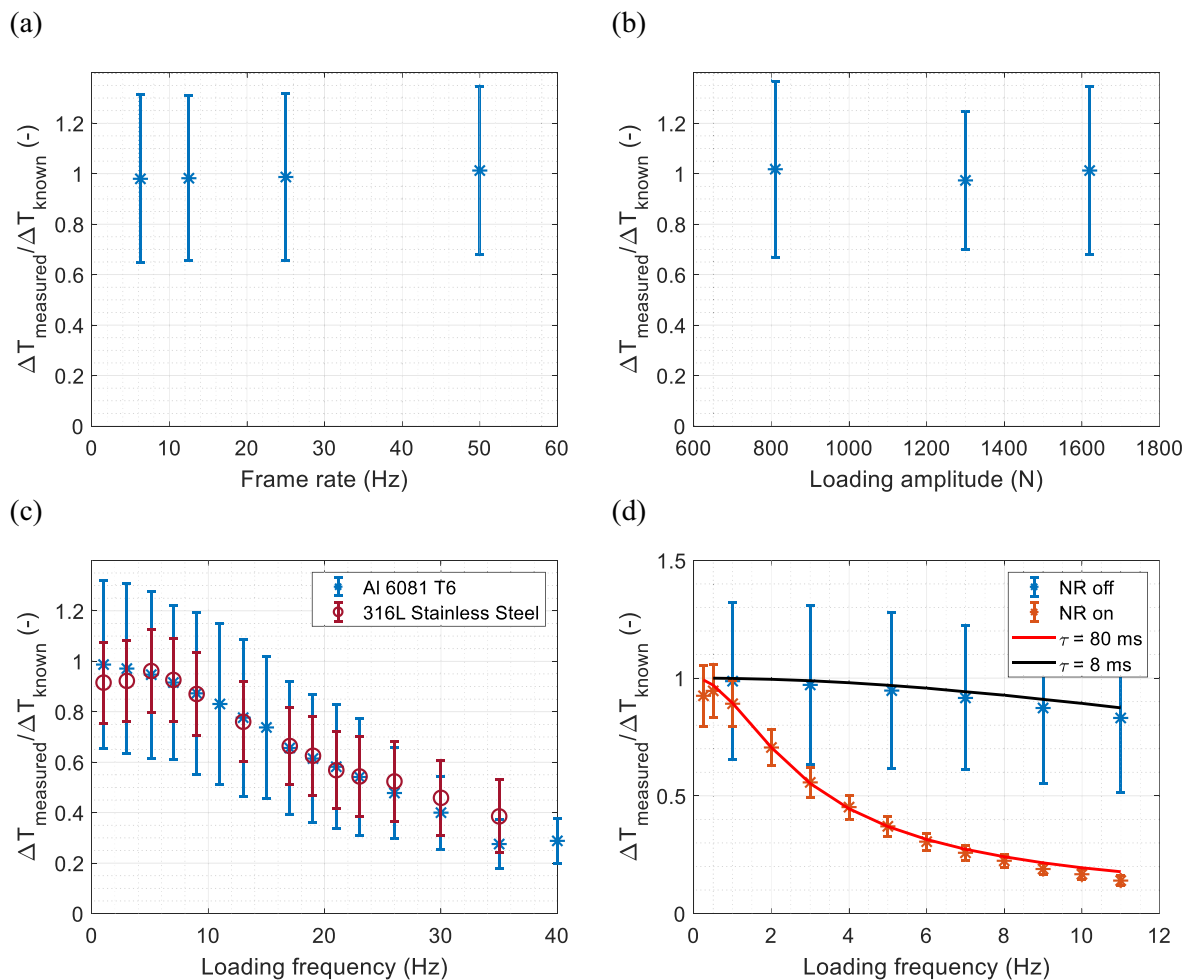 (a)
ΔT_measured/ΔT_known (-)
1.2
1
0.8
0.6
0.4
0.2
0
0 10 20 30 40 50 60
Frame rate (Hz)
(b)
ΔT_measured/ΔT_known (-)
1.2
1
0.8
0.6
0.4
0.2
0
600 800 1000 1200 1400 1600 1800
Loading amplitude (N)
(c)
ΔT_measured/ΔT_known (-)
1.2
1
0.8
0.6
0.4
0.2
0
Al 6081 T6
316L Stainless Steel
0 10 20 30 40
Loading frequency (Hz)
(d)
ΔT_measured/ΔT_known (-)
1.5
1
0.5
0
NR off
NR on
τ = 80 ms
τ = 8 ms
0 2 4 6 8 10 12
Loading frequency (Hz)